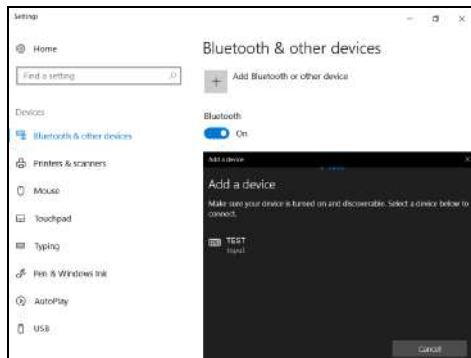 Settings
Home
Bluetooth & other devices
Find a setting
Add Bluetooth or other device
Devices
Bluetooth
Bluetooth & other devices
On
Printers & scanners
Mouse
Touchpad
Typing
Pen & Windows Ink
AutoPlay
USB
Add a device
Add a device
Make sure your device is turned on and discoverable. Select a device below to
connect.
TEST
Input
Cancel